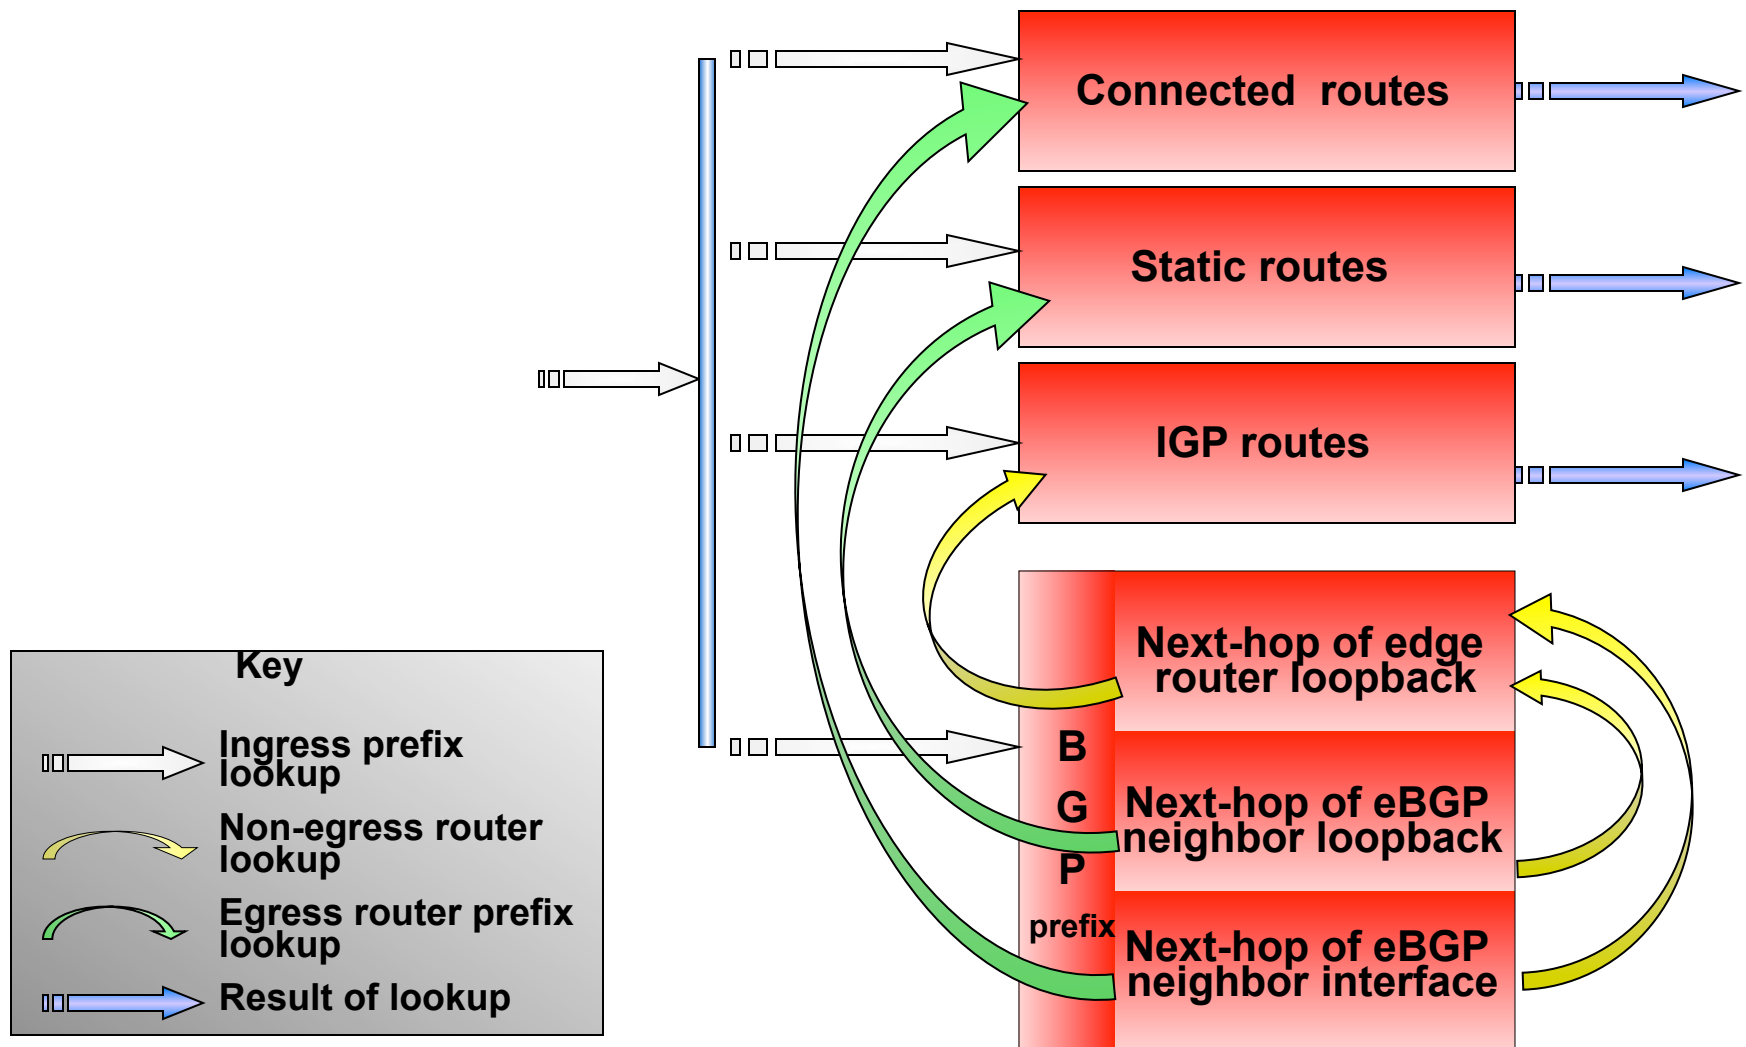 Connected  routes
Static routes
IGP routes
Next-hop of edge
router loopback
B
G
P
prefix
Next-hop of eBGP
neighbor loopback
Next-hop of eBGP
neighbor interface
Key
Ingress prefix
lookup
Non-egress router
lookup
Egress router prefix
lookup
Result of lookup